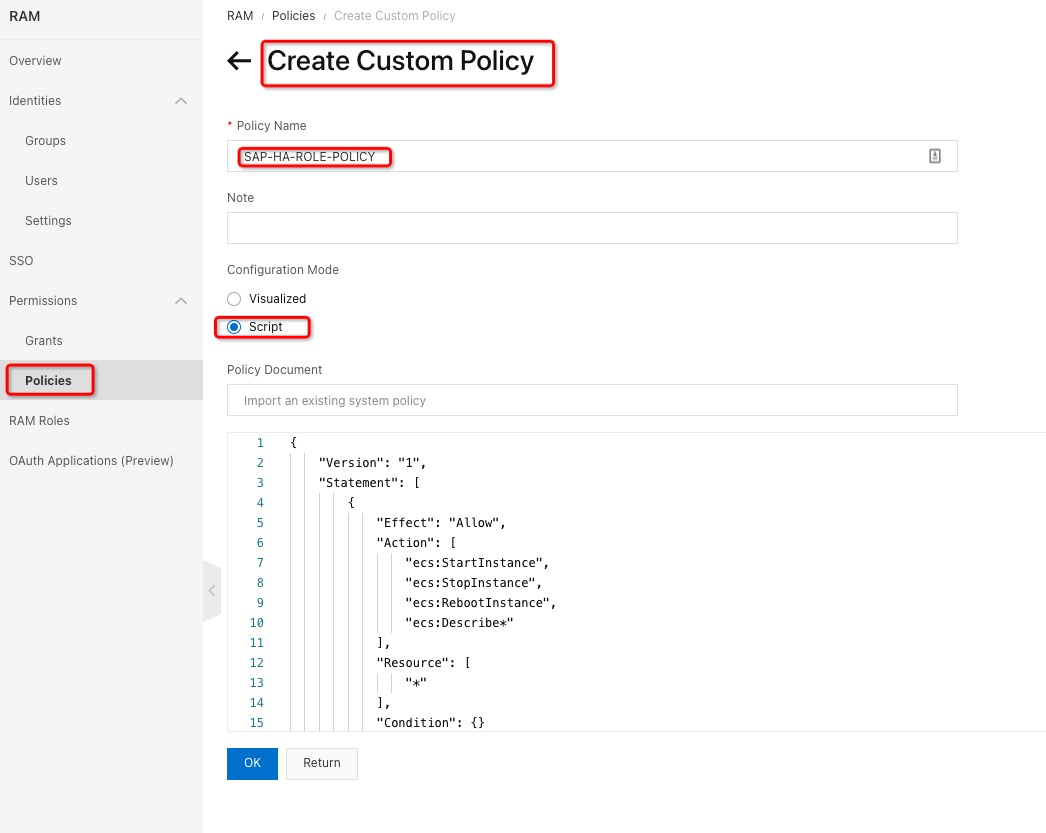 RAM
Overview
Identities
Groups
Users
Settings
SSO
Permissions
Grants
Policies
RAM Roles
OAuth Applications (Preview)
RAM / Policies / Create Custom Policy
Create Custom Policy
* Policy Name
SAP-HA-ROLE-POLICY
Note
Configuration Mode
Visualized
Script
Policy Document
Import an existing system policy
1 {
2 "Version": "1",
3 "Statement": [
4 {
5 "Effect": "Allow",
6 "Action": [
7 "ecs:StartInstance",
8 "ecs:StopInstance",
9 "ecs:RebootInstance",
10 "ecs:Describe*"
11 ],
12 "Resource": [
13 "*"
14 ],
15 "Condition": {}
OK Return